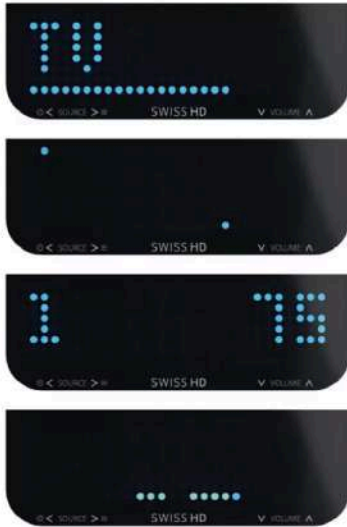 TV
< SOURCE > SWISS HD ∨ VOLUME ∧
< SOURCE > SWISS HD ∨ VOLUME ∧
1 75
< SOURCE > SWISS HD ∨ VOLUME ∧
< SOURCE > SWISS HD ∨ VOLUME ∧